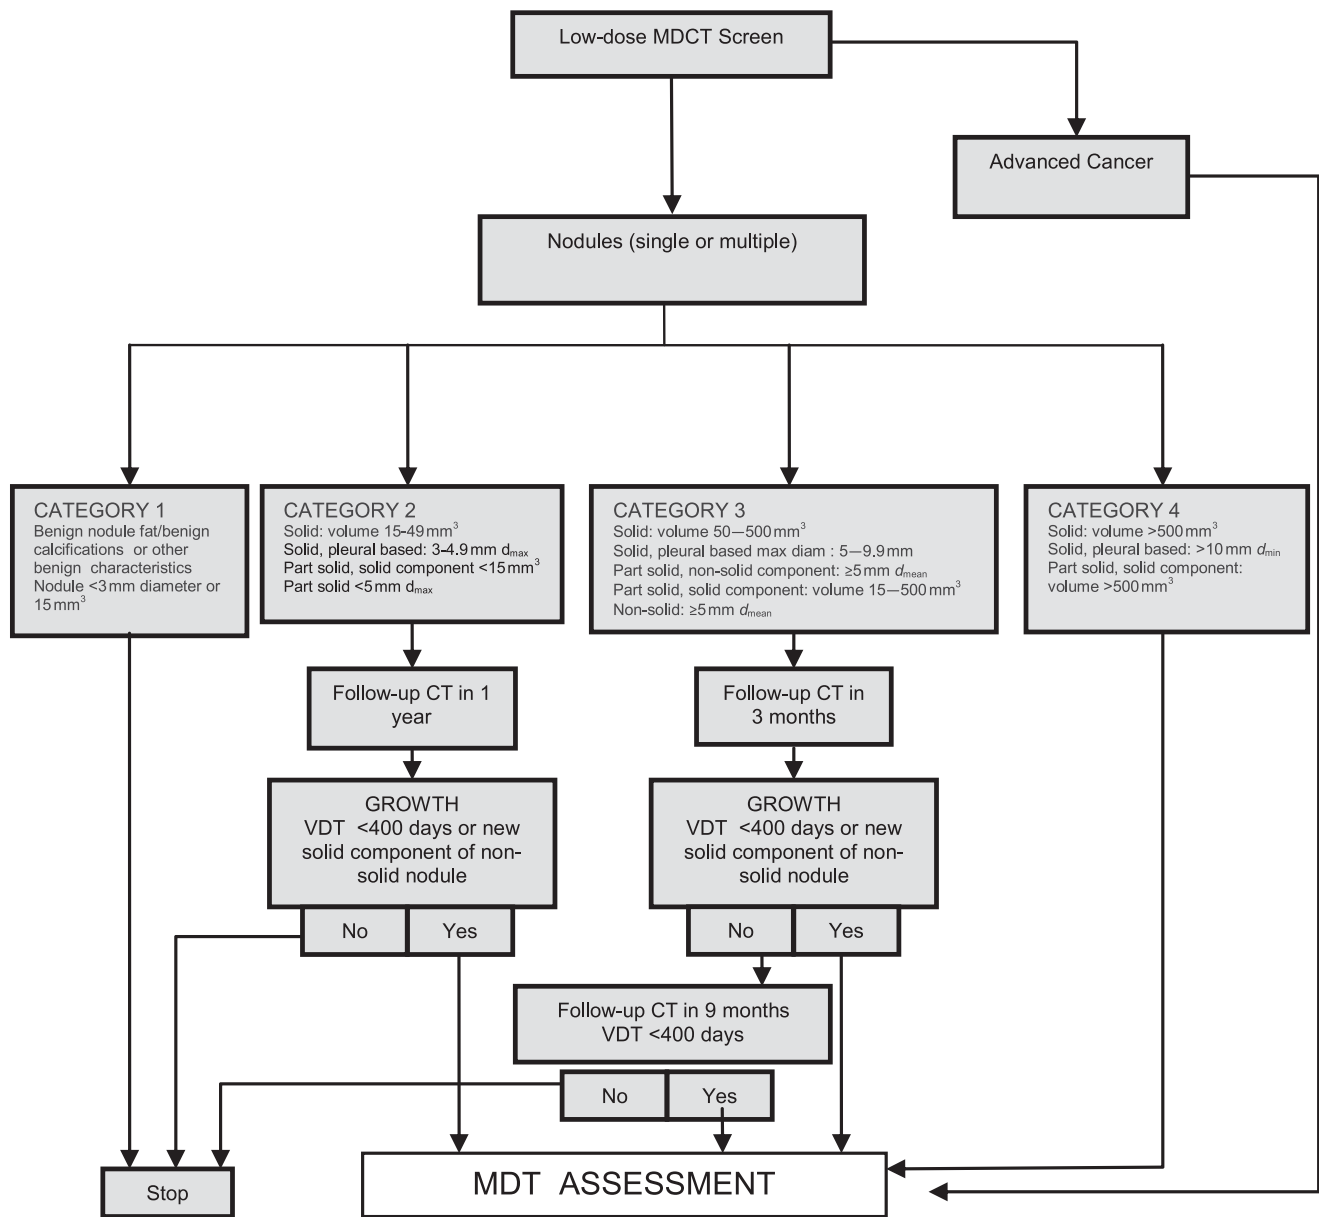 Low-dose MDCT Screen
Advanced Cancer
Nodules (single or multiple)
CATEGORY 1
Benign nodule fat/benign
calcifications or other
benign characteristics
Nodule <3 mm diameter or
15 mm³
CATEGORY 2
Solid: volume 15-49 mm³
Solid, pleural based: 3-4.9 mm dmax
Part solid, solid component <15 mm³
Part solid <5 mm dmax
CATEGORY 3
Solid: volume 50—500 mm³
Solid, pleural based max diam : 5—9.9 mm
Part solid, non-solid component: ≥5 mm dmean
Part solid, solid component: volume 15—500 mm³
Non-solid: ≥5 mm dmean
CATEGORY 4
Solid: volume >500 mm³
Solid, pleural based: >10 mm dmin
Part solid, solid component:
volume >500 mm³
Follow-up CT in 1
year
Follow-up CT in
3 months
GROWTH
VDT <400 days or new
solid component of non-
solid nodule
No
Yes
GROWTH
VDT <400 days or new
solid component of non-
solid nodule
No
Yes
Follow-up CT in 9 months
VDT <400 days
No
Yes
Stop
MDT ASSESSMENT